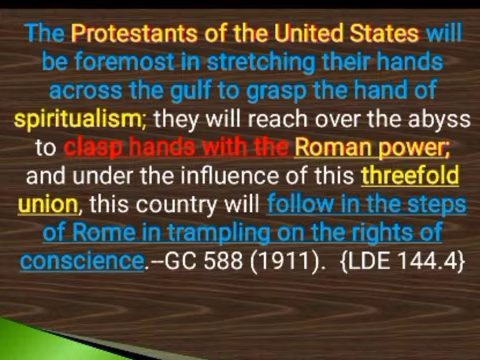 The Protestants of the United States will
be foremost in stretching their hands
across the gulf to grasp the hand of
spiritualism; they will reach over the abyss
to clasp hands with the Roman power;
and under the influence of this threefold
union, this country will follow in the steps
of Rome in trampling on the rights of
conscience.--GC 588 (1911). {LDE 144.4}